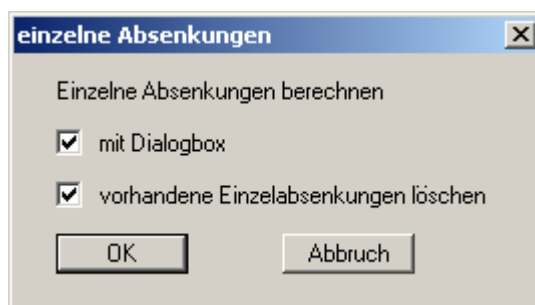 einzelne Absenkungen
Einzelne Absenkungen berechnen
mit Dialogbox
vorhandene Einzelabsenkungen löschen
OK Abbruch